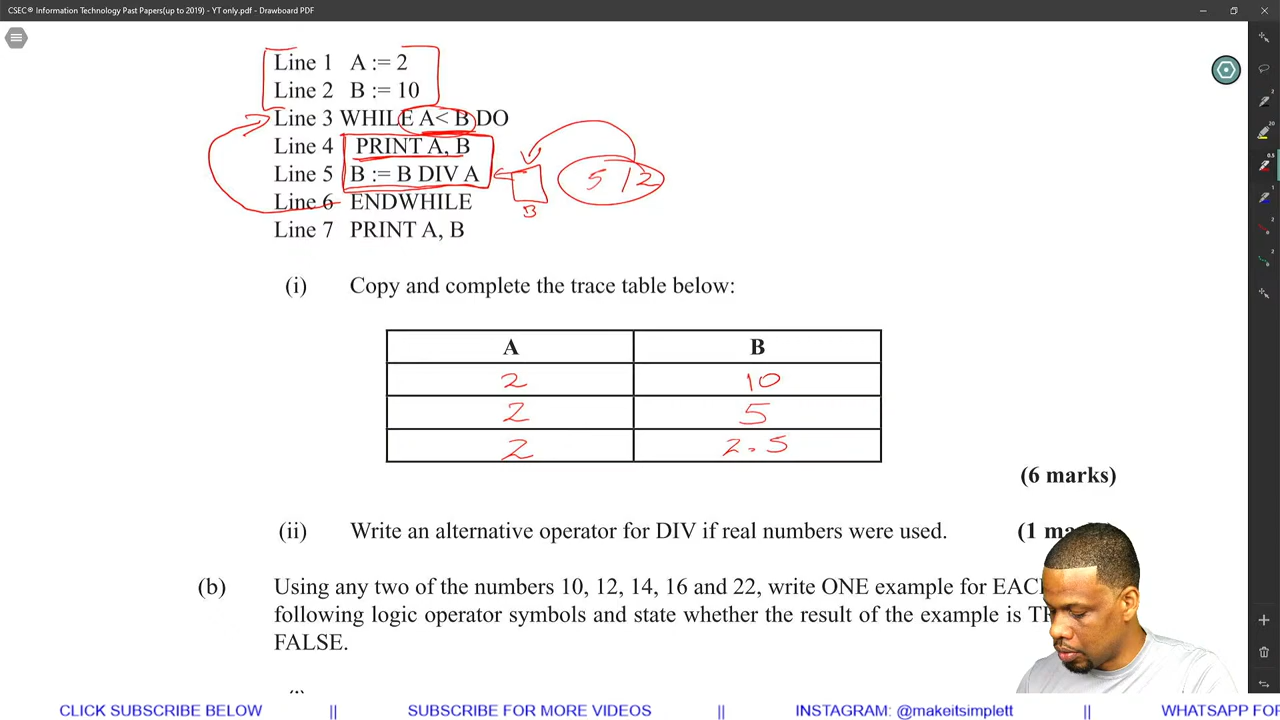 CSEC® Information Technology Past Papers(up to 2019) - YT only.pdf - Drawboard PDF
Line 1 A := 2
Line 2 B := 10
Line 3 WHILE A< B DO
Line 4 PRINT A, B
Line 5 B := B DIV A
Line 6 ENDWHILE
Line 7 PRINT A, B
5 / 2
B
(i) Copy and complete the trace table below:
A B
2 10
2 5
2 2.5
(6 marks)
(ii) Write an alternative operator for DIV if real numbers were used. (1
(b) Using any two of the numbers 10, 12, 14, 16 and 22, write ONE example for EACH
following logic operator symbols and state whether the result of the example is
FALSE.
CLICK SUBSCRIBE BELOW || SUBSCRIBE FOR MORE VIDEOS || INSTAGRAM: @makeitsimplett || WHATSAPP